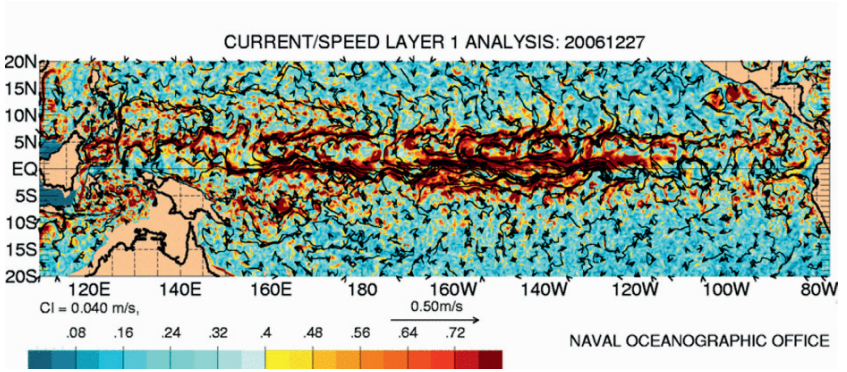 CURRENT/SPEED LAYER 1 ANALYSIS: 20061227
20N
15N
10N
5N
EQ
5S
10S
15S
20S
120E 140E 160E 180 160W 140W 120W 100W 80W
CI = 0.040 m/s, 0.50m/s
.08 .16 .24 .32 .4 .48 .56 .64 .72
NAVAL OCEANOGRAPHIC OFFICE